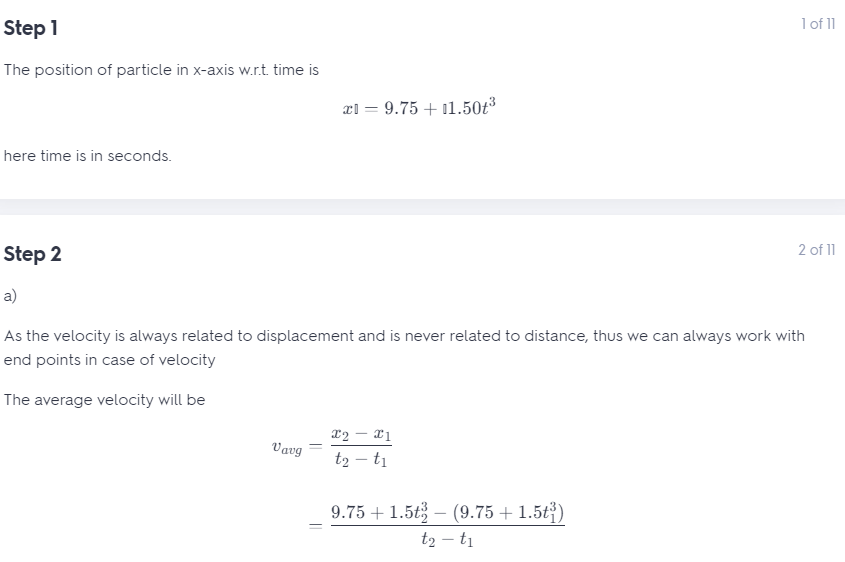 Step 1
1 of 11
The position of particle in x-axis w.r.t. time is
x▯ = 9.75 + ▯1.50t³
here time is in seconds.
Step 2
2 of 11
a)
As the velocity is always related to displacement and is never related to distance, thus we can always work with
end points in case of velocity
The average velocity will be
v_avg = (x₂ − x₁) / (t₂ − t₁)
= (9.75 + 1.5t₂³ − (9.75 + 1.5t₁³)) / (t₂ − t₁)